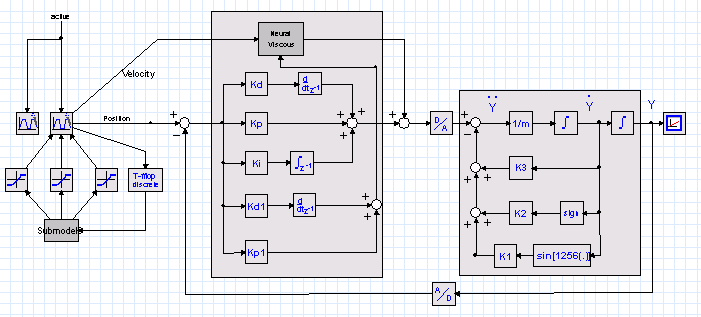 active
Neural
Viscous
Velocity
Kd
d
dtz-1
Ÿ
Ẏ
Y
Position
+
−
Kp
+
+
+
+
D/A
+
−
1/m
∫
∫
Ki
∫z-1
+
+
K3
T-flflop
discrete
Kd1
d
dtz-1
+
+
+
K2
sign
Submodels
Kp1
+
K1
sin[1256(.)]
A/D